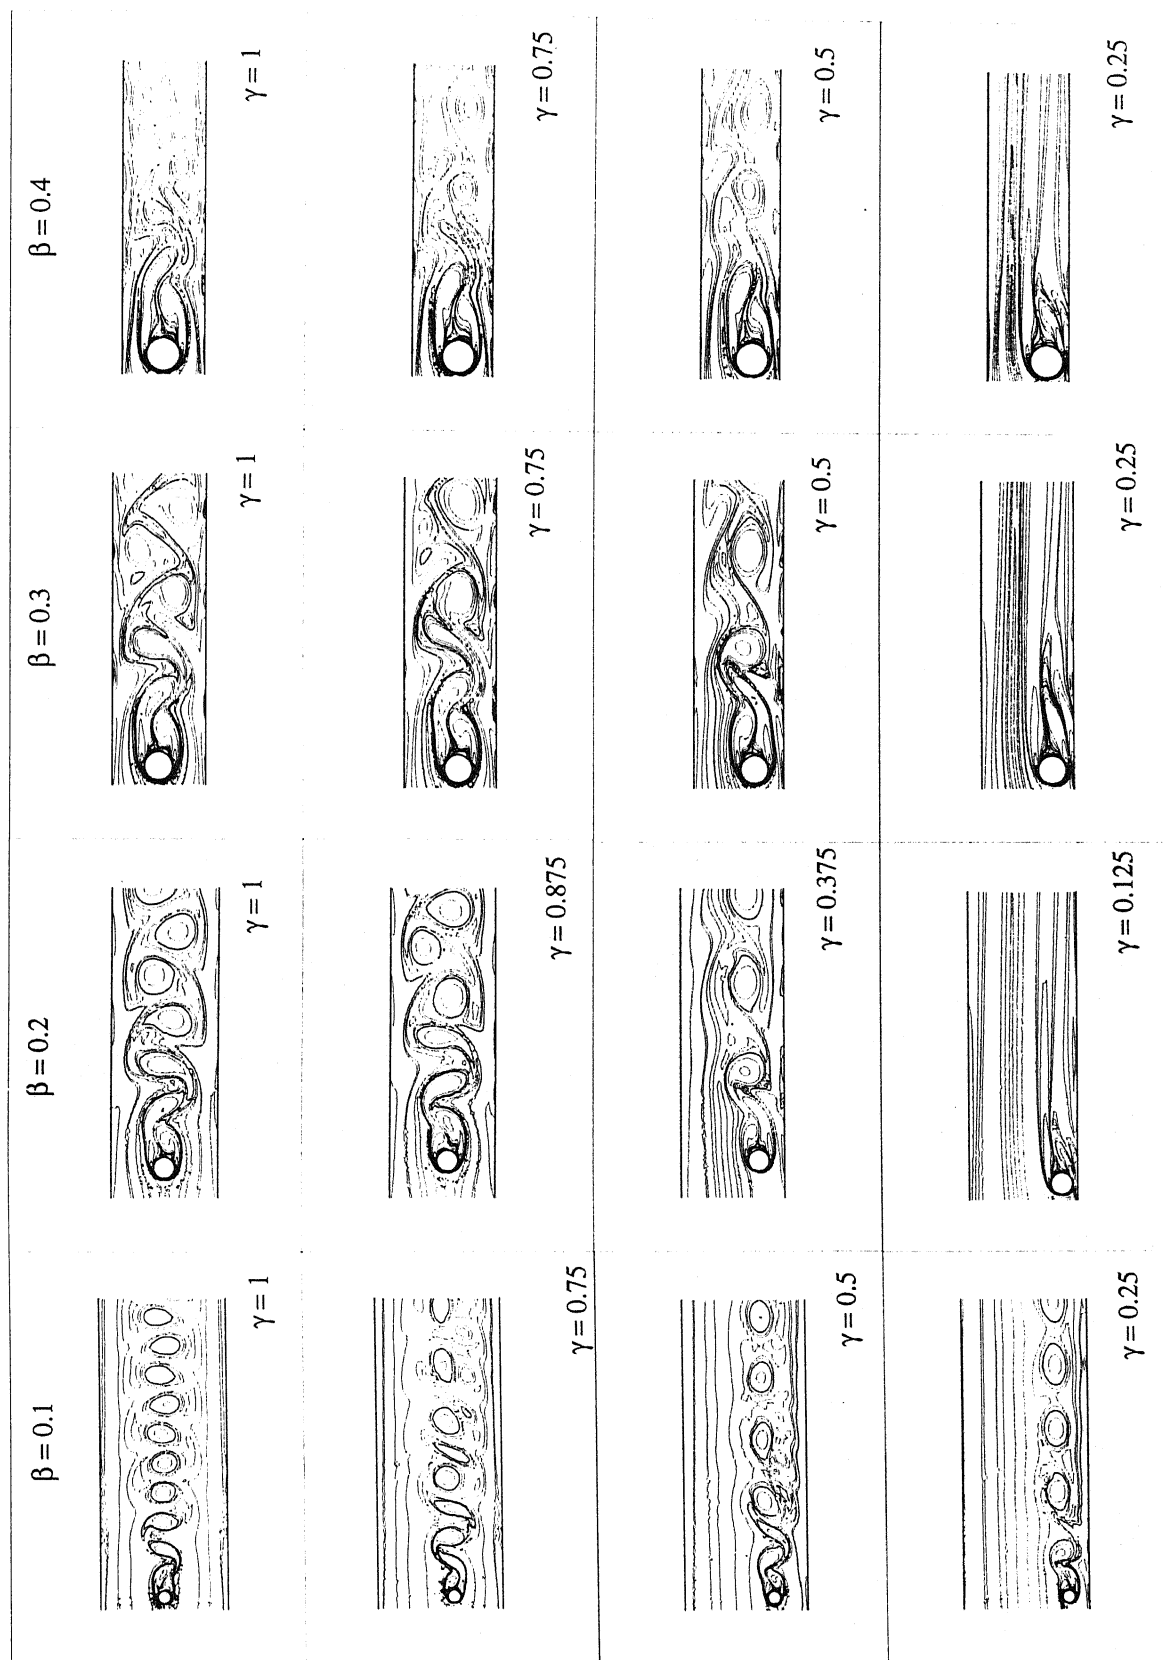 β = 0.1
γ = 1
γ = 0.75
γ = 0.5
γ = 0.25
β = 0.2
γ = 1
γ = 0.875
γ = 0.375
γ = 0.125
β = 0.3
γ = 1
γ = 0.75
γ = 0.5
γ = 0.25
β = 0.4
γ = 1
γ = 0.75
γ = 0.5
γ = 0.25